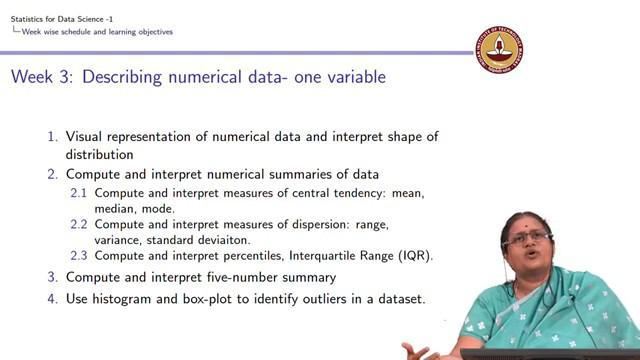 Statistics for Data Science -1
Week wise schedule and learning objectives
Week 3: Describing numerical data- one variable
1. Visual representation of numerical data and interpret shape of
distribution
2. Compute and interpret numerical summaries of data
2.1 Compute and interpret measures of central tendency: mean,
median, mode.
2.2 Compute and interpret measures of dispersion: range,
variance, standard deviaiton.
2.3 Compute and interpret percentiles, Interquartile Range (IQR).
3. Compute and interpret five-number summary
4. Use histogram and box-plot to identify outliers in a dataset.